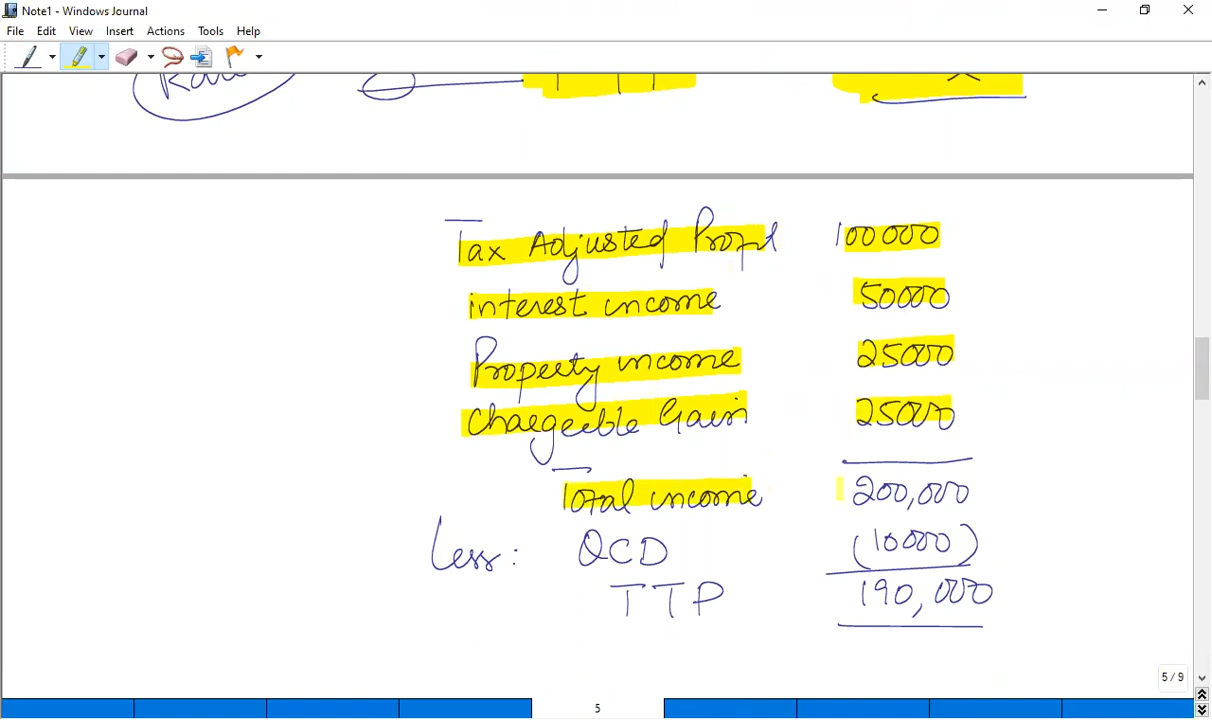 Note1 - Windows Journal
File Edit View Insert Actions Tools Help
Tax Adjusted Profit 100000
interest income 50000
Property income 25000
Chargeeble Gain 25000
Total income 200,000
Less: QCD (10000)
TTP 190,000
5 / 9
5